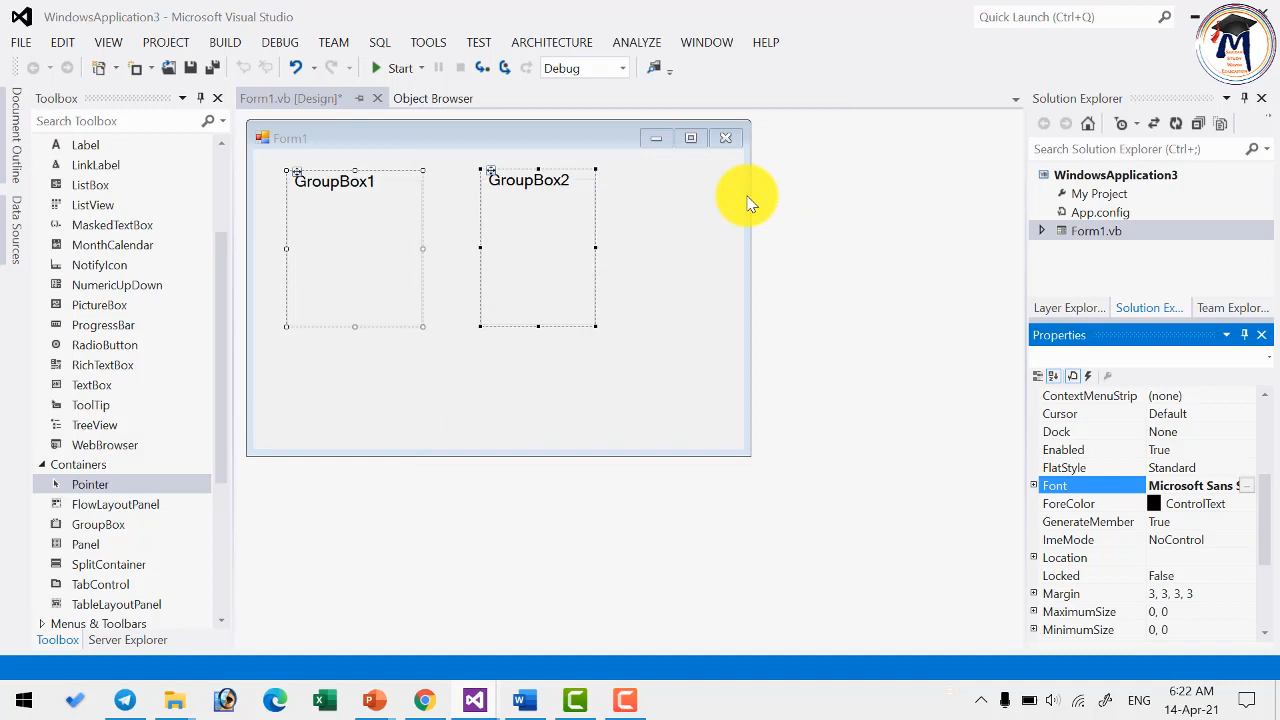 WindowsApplication3 - Microsoft Visual Studio
Quick Launch (Ctrl+Q)
FILE EDIT VIEW PROJECT BUILD DEBUG TEAM SQL TOOLS TEST ARCHITECTURE ANALYZE WINDOW HELP
Start Debug
Toolbox
Form1.vb [Design]* Object Browser
Solution Explorer
Document Outline
Data Sources
Search Toolbox
Label
LinkLabel
ListBox
ListView
MaskedTextBox
MonthCalendar
NotifyIcon
NumericUpDown
PictureBox
ProgressBar
RadioButton
RichTextBox
TextBox
ToolTip
TreeView
WebBrowser
Containers
Pointer
FlowLayoutPanel
GroupBox
Panel
SplitContainer
TabControl
TableLayoutPanel
Menus & Toolbars
Toolbox Server Explorer
Form1
GroupBox1 GroupBox2
Search Solution Explorer (Ctrl+;)
WindowsApplication3
My Project
App.config
Form1.vb
Layer Explor... Solution Ex... Team Explor...
Properties
ContextMenuStrip (none)
Cursor Default
Dock None
Enabled True
FlatStyle Standard
Font Microsoft Sans S
ForeColor ControlText
GenerateMember True
ImeMode NoControl
Location
Locked False
Margin 3, 3, 3, 3
MaximumSize 0, 0
MinimumSize 0, 0
ENG
6:22 AM
14-Apr-21